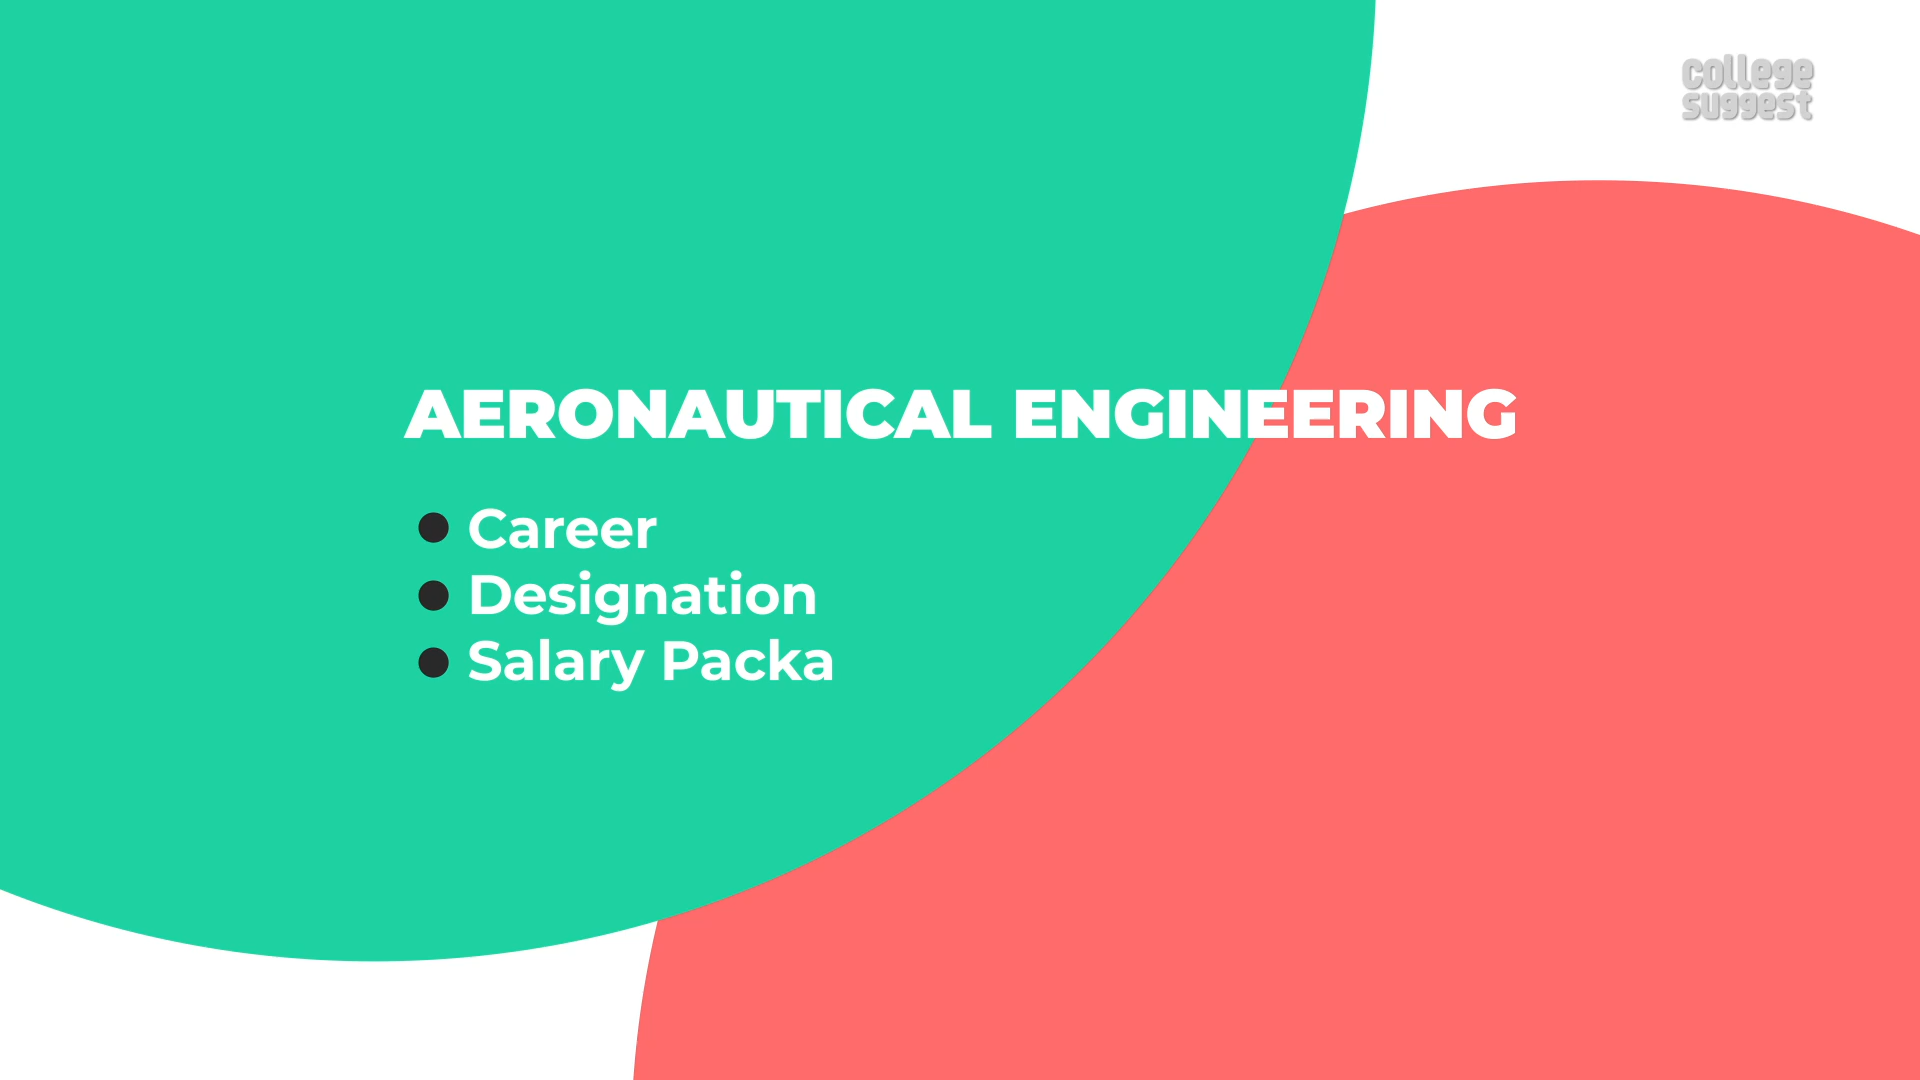 college
suggest
AERONAUTICAL ENGINEERING
Career
Designation
Salary Packa